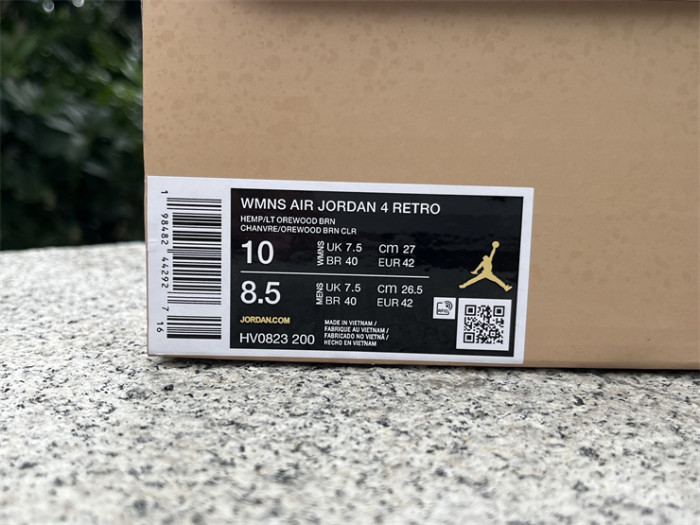 WMNS AIR JORDAN 4 RETRO
HEMP/LT OREWOOD BRN
CHANVRE/OREWOOD BRN CLR
10 WMNS UK 7.5 cm 27
BR 40 EUR 42
8.5 MENS UK 7.5 cm 26.5
BR 40 EUR 42
JORDAN.COM
HV0823 200
MADE IN VIETNAM /
FABRIQUE AU VIETNAM /
FABRICADO NO VIETNÃ /
HECHO EN VIETNAM
1 98482 44292 7 16